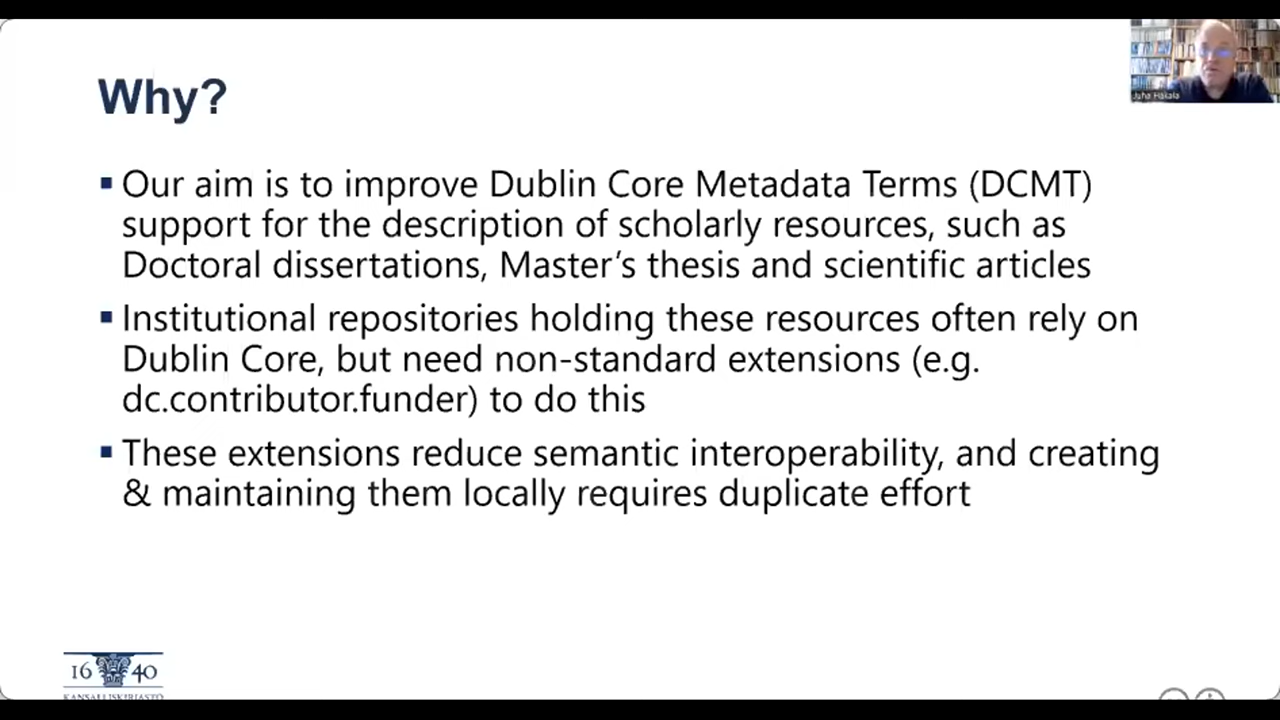 Why?
Juha Hakala
▪ Our aim is to improve Dublin Core Metadata Terms (DCMT)
support for the description of scholarly resources, such as
Doctoral dissertations, Master’s thesis and scientific articles
▪ Institutional repositories holding these resources often rely on
Dublin Core, but need non-standard extensions (e.g.
dc.contributor.funder) to do this
▪ These extensions reduce semantic interoperability, and creating
& maintaining them locally requires duplicate effort
16 40
KANSALLISKIRJASTO